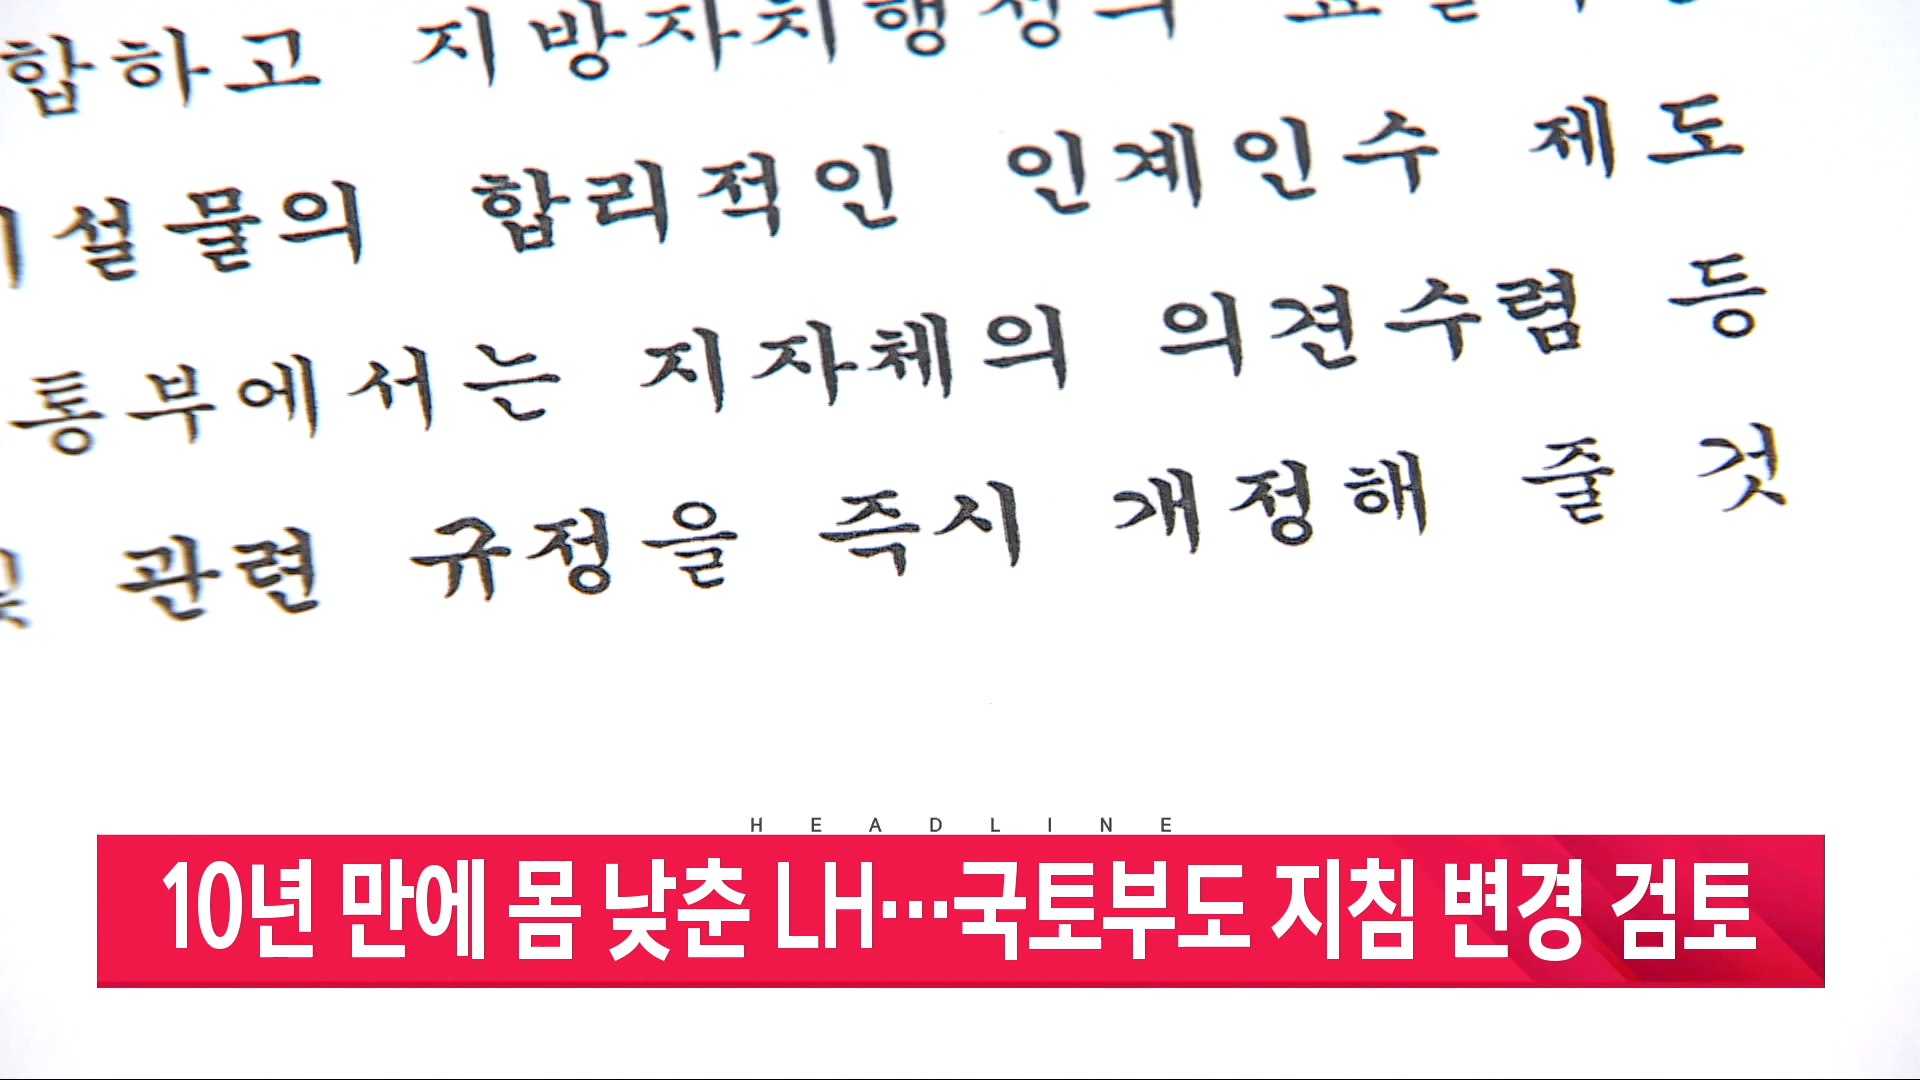 합하고 지방자치행정의
설물의 합리적인 인계인수 제도
통부에서는 지자체의 의견수렴 등
관련 규정을 즉시 개정해 줄 것
HEADLINE
10년 만에 몸 낮춘 LH…국토부도 지침 변경 검토